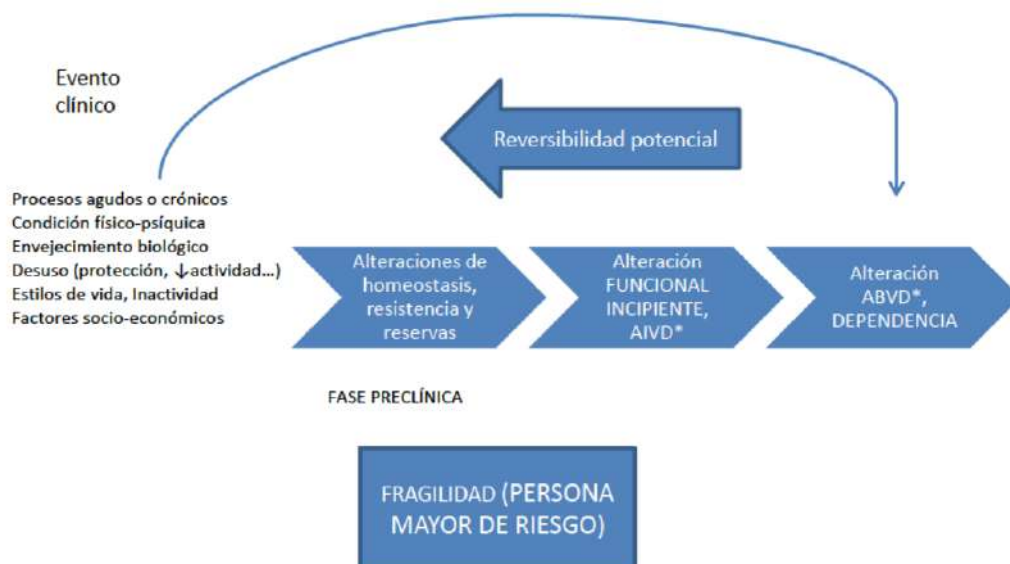 Evento
clínico
Reversibilidad potencial
Procesos agudos o crónicos
Condición físico-psíquica
Envejecimiento biológico
Desuso (protección, ↓actividad...)
Estilos de vida, Inactividad
Factores socio-económicos
Alteraciones de
homeostasis,
resistencia y
reservas
Alteración
FUNCIONAL
INCIPIENTE,
AIVD*
Alteración
ABVD*,
DEPENDENCIA
FASE PRECLÍNICA
FRAGILIDAD (PERSONA
MAYOR DE RIESGO)